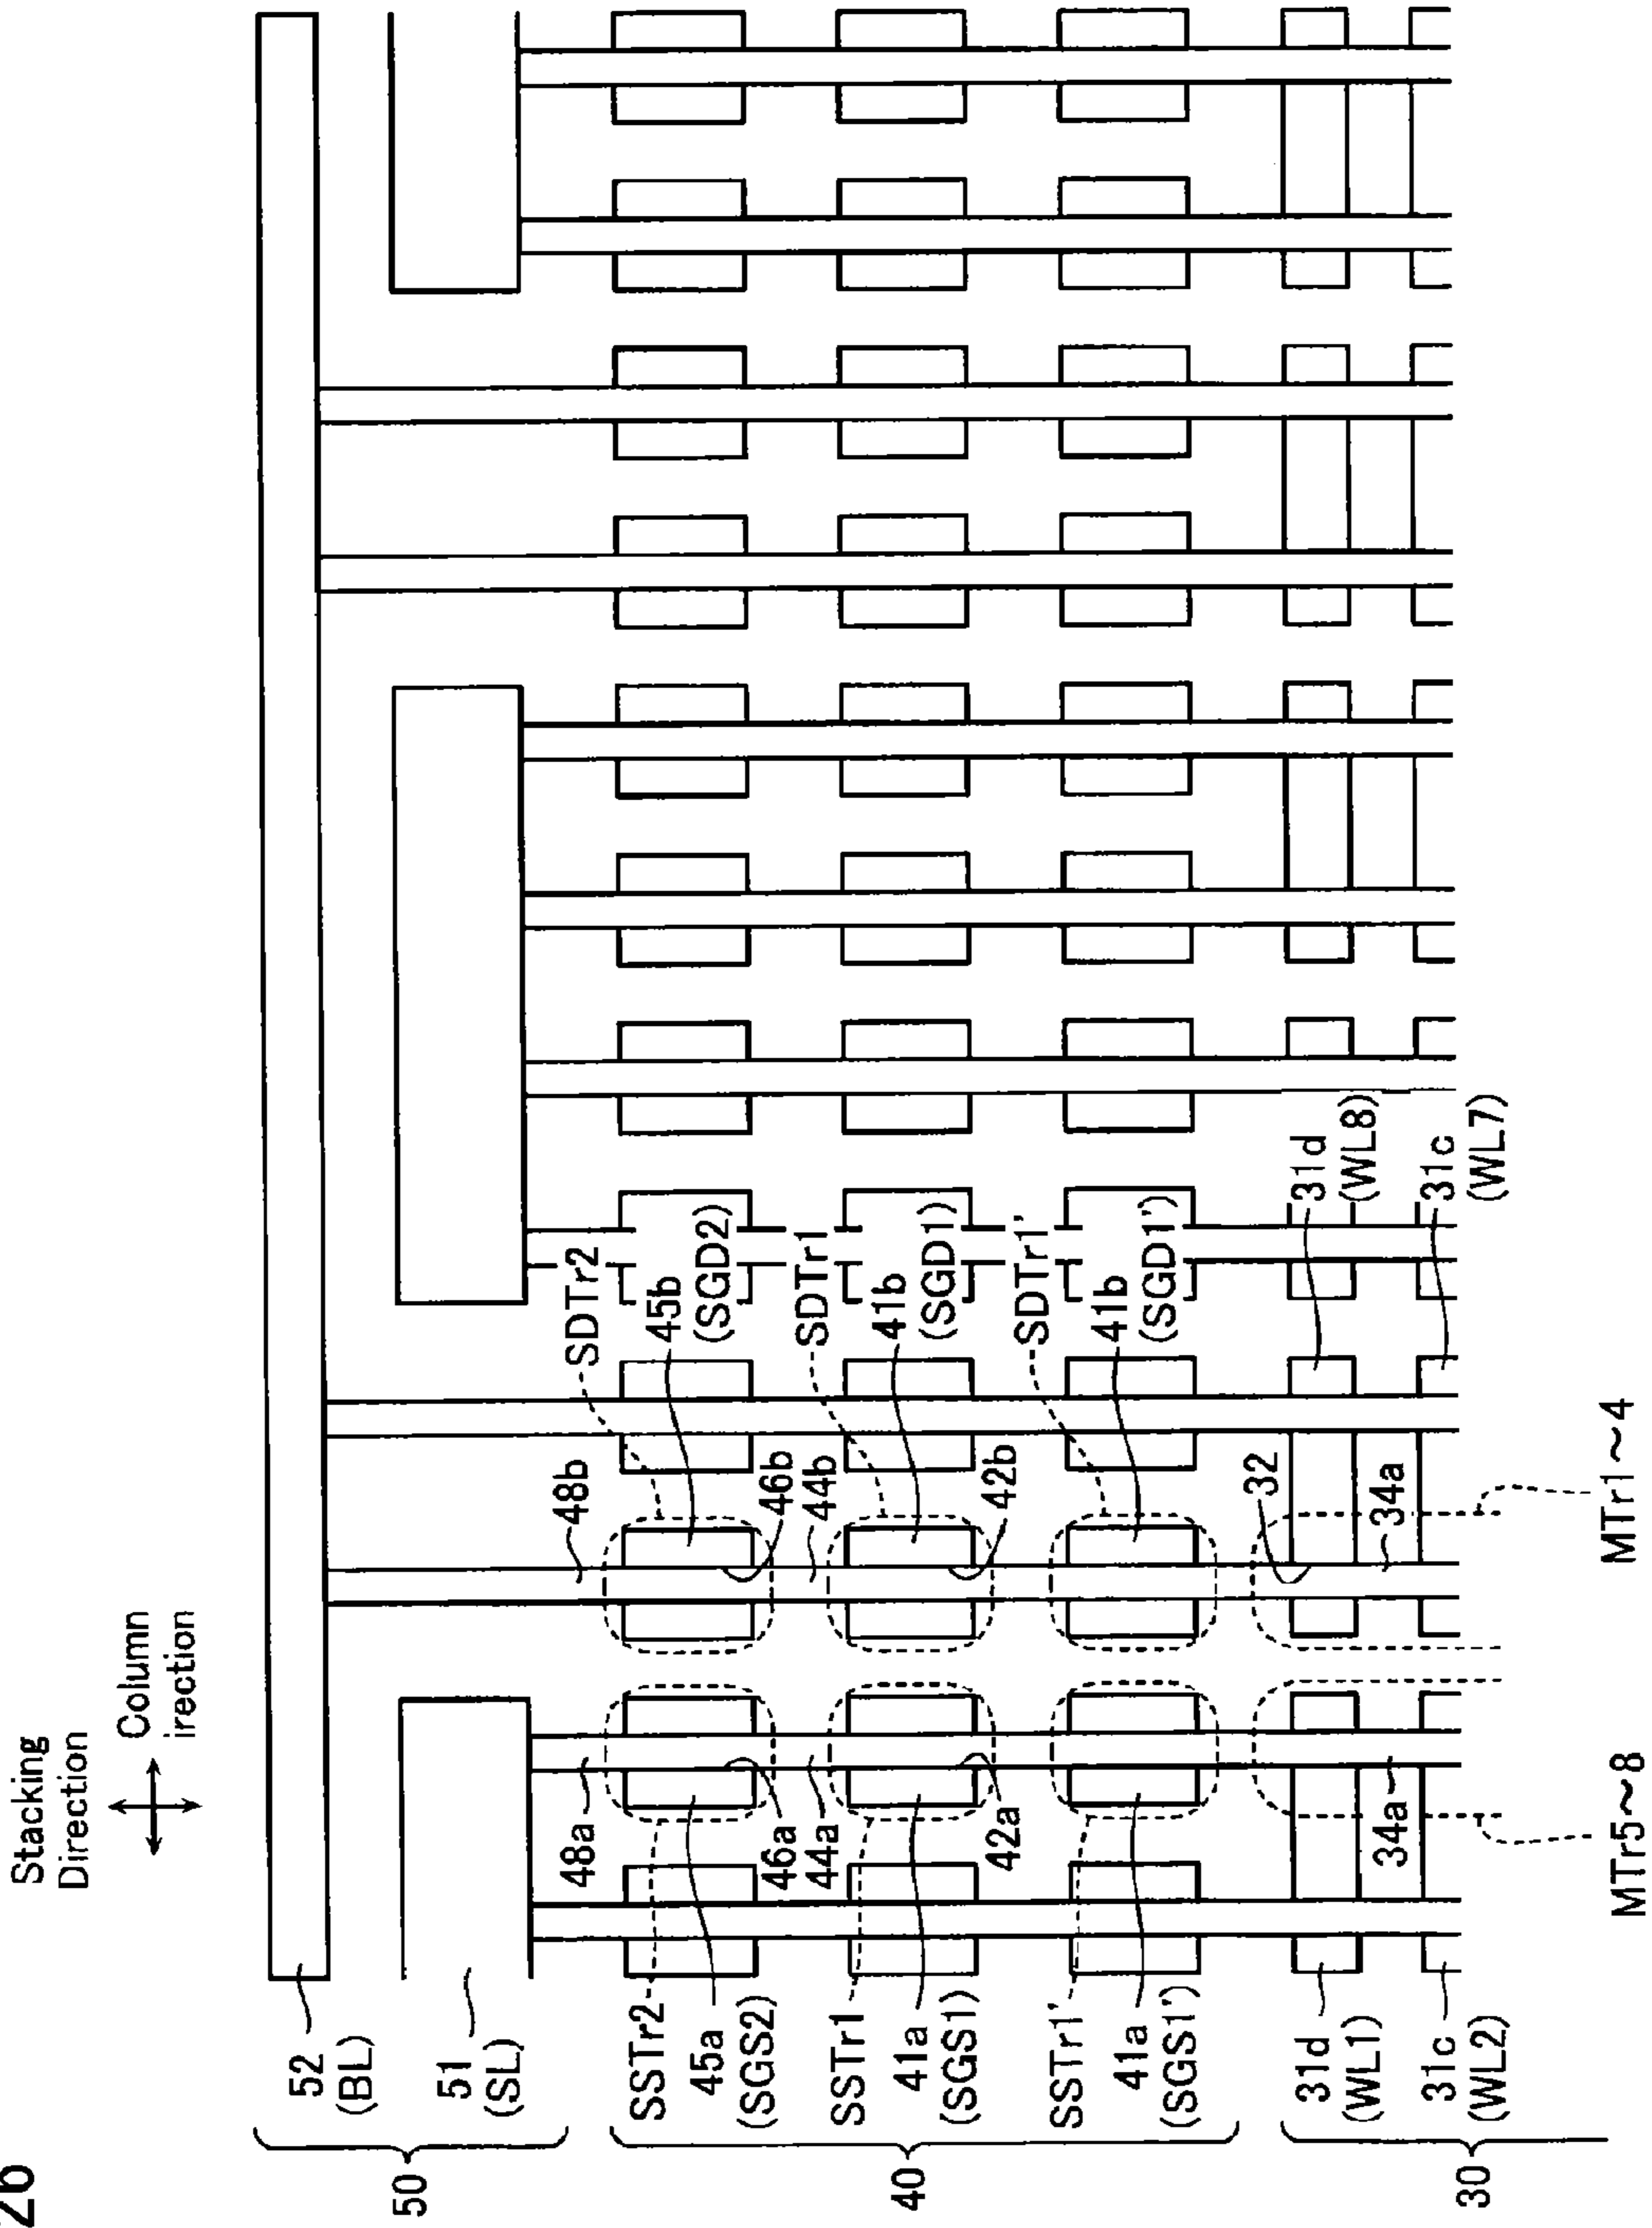 26
Stacking
Direction
Column
irection
50
52
(BL)
51
(SL)
40
SSTr2
45a
(SGS2)
SSTr1
41a
(SGS1)
SSTr1'
41a
(SGS1')
30
31d
(WL1)
31c
(WL2)
48a
46a
44a
42a
34a
MTr5~8
48b
46b
44b
42b
32
34a
MTr1~4
SDTr2
45b
(SGD2)
SDTr1
41b
(SGD1)
SDTr1'
41b
(SGD1')
31d
(WL8)
31c
(WL7)